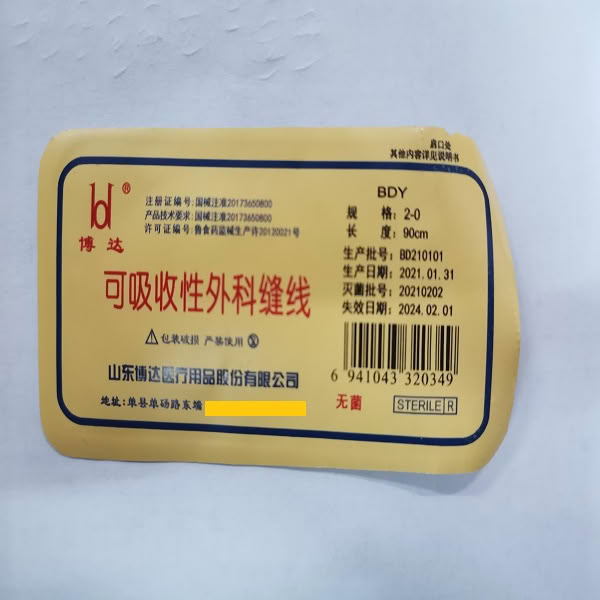 启口处
其他内容详见说明书
bd®
博达
注册证编号:国械注准20173650800
产品技术要求:国械注准20173650800
许可证编号:鲁食药监械生产许20120021号
BDY
规 格: 2-0
长 度: 90cm
生产批号: BD210101
生产日期: 2021.01.31
灭菌批号: 20210202
失效日期: 2024.02.01
可吸收性外科缝线
包装破损 严禁使用
山东博达医疗用品股份有限公司
地址:单县单砀路东端
6 941043 320349
无菌
STERILE R